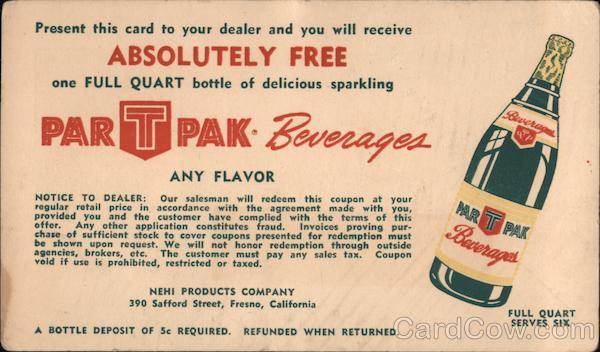 Present this card to your dealer and you will receive
ABSOLUTELY FREE
one FULL QUART bottle of delicious sparkling
PAR T PAK Beverages
ANY FLAVOR
NOTICE TO DEALER: Our salesman will redeem this coupon at your
regular retail price in accordance with the agreement made with you,
provided you and the customer have complied with the terms of this
offer. Any other application constitutes fraud. Invoices proving pur-
chase of sufficient stock to cover coupons presented for redemption must
be shown upon request. We will not honor redemption through outside
agencies, brokers, etc. The customer must pay any sales tax. Coupon
void if use is prohibited, restricted or taxed.
NEHI PRODUCTS COMPANY
390 Safford Street, Fresno, California
A BOTTLE DEPOSIT OF 5c REQUIRED. REFUNDED WHEN RETURNED.
Beverages
PAR T PAK
PAR T PAK
Beverages
FULL QUART
SERVES SIX
CardCow.com